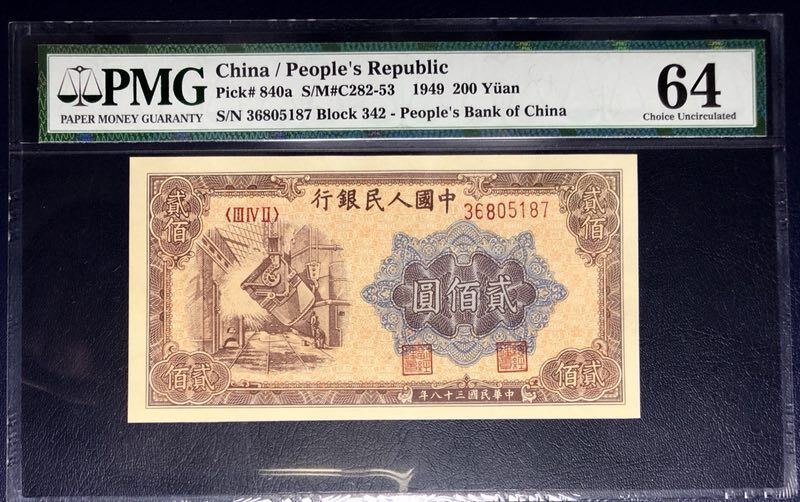 PMG
PAPER MONEY GUARANTY
China / People's Republic
Pick# 840a S/M#C282-53 1949 200 Yüan
S/N 36805187 Block 342 - People's Bank of China
64
Choice Uncirculated
行銀民人國中
〈ⅢⅣⅡ〉
36805187
貳佰
貳佰
圓佰貳
佰貳
佰貳
年八十三國民華中